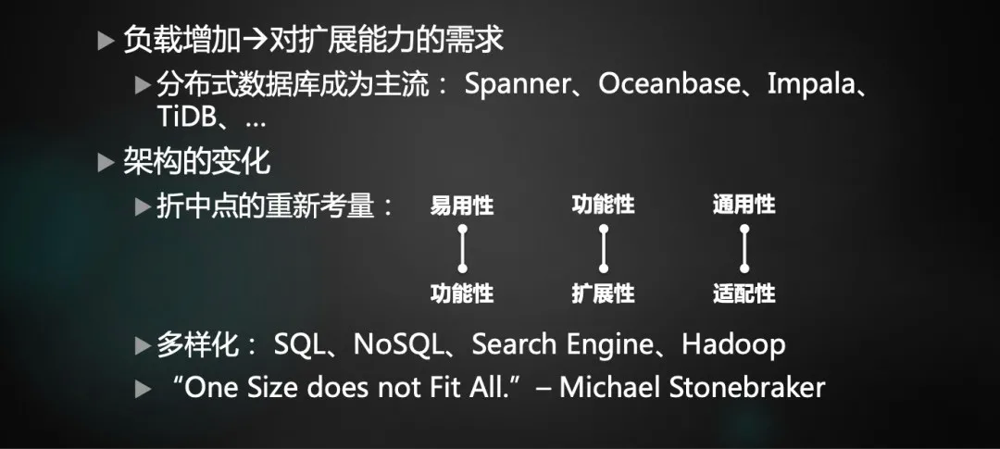 负载增加→对扩展能力的需求
分布式数据库成为主流： Spanner、Oceanbase、Impala、
TiDB、…
架构的变化
折中点的重新考量： 易用性 功能性 通用性
功能性 扩展性 适配性
多样化： SQL、NoSQL、Search Engine、Hadoop
“One Size does not Fit All.” – Michael Stonebraker